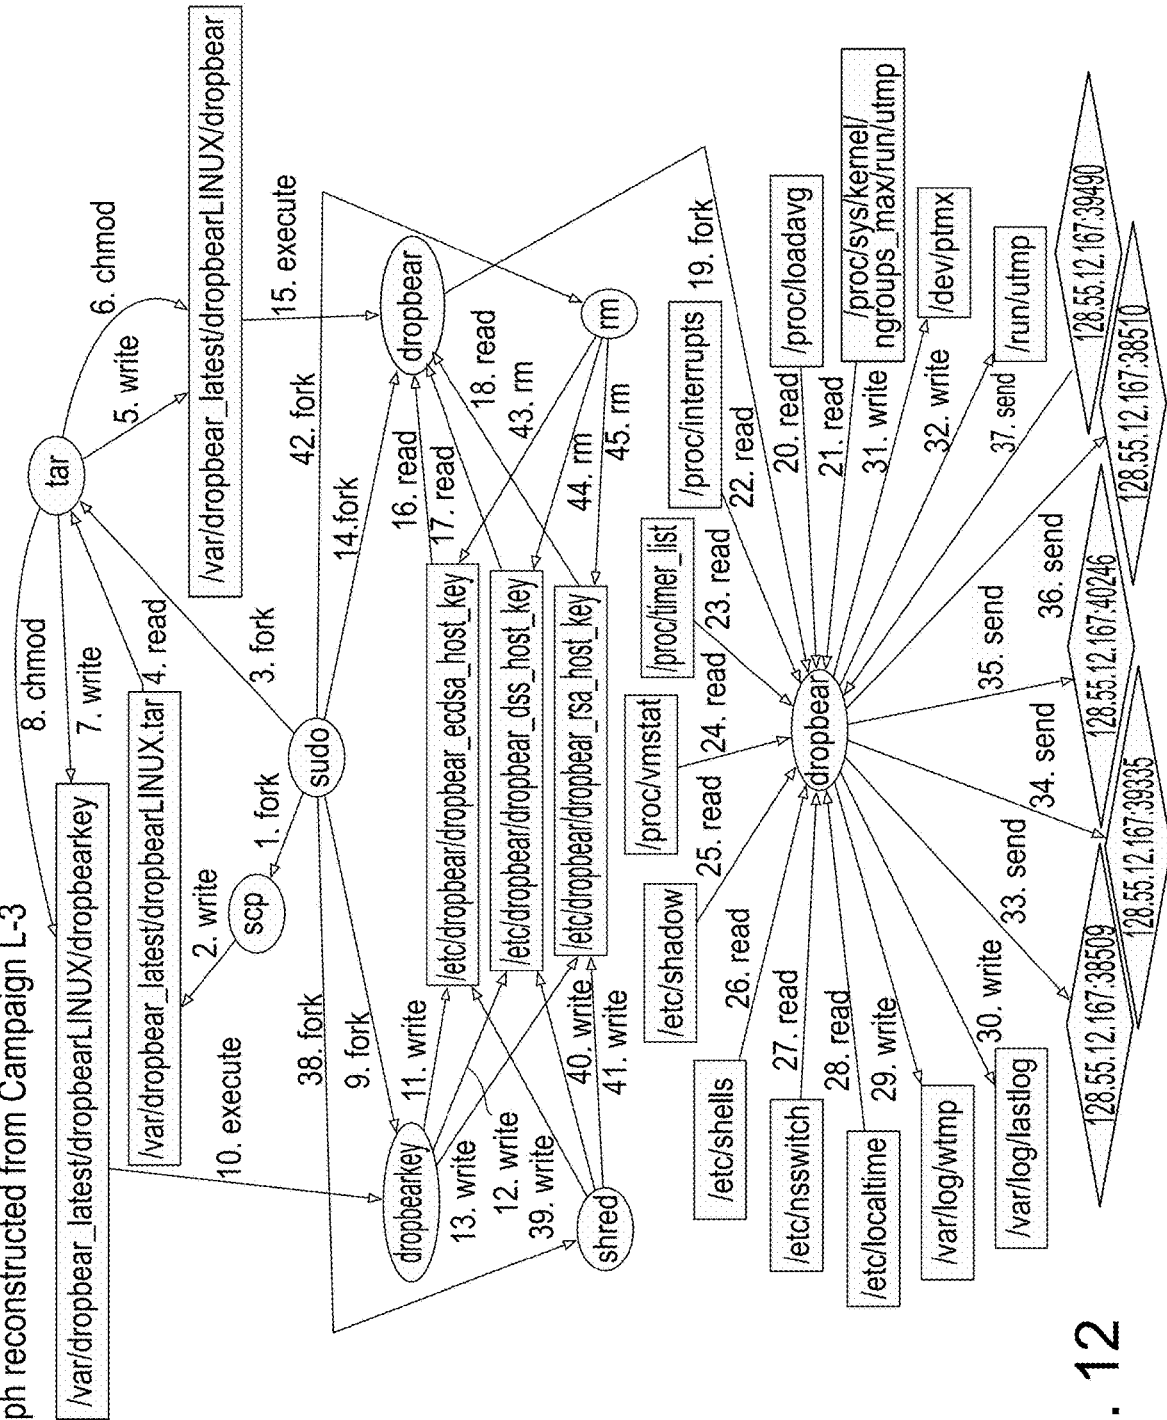 ph reconstructed from Campaign L-3
/var/dropbear_latest/dropbearLINUX/dropbearkey
8. chmod
7. write
tar
6. chmod
5. write
/var/dropbear_latest/dropbearLINUX.tar
4. read
3. fork
/var/dropbear_latest/dropbearLINUX/dropbear
10. execute
2. write
scp
1. fork
sudo
15. execute
38. fork
9. fork
42. fork
14.fork
dropbearkey
11. write
13. write
12. write
39. write
/etc/dropbear/dropbear_ecdsa_host_key
/etc/dropbear/dropbear_dss_host_key
/etc/dropbear/dropbear_rsa_host_key
16. read
17. read
dropbear
18. read
43. rm
44. rm
45. rm
rm
shred
40. write
41. write
19. fork
/etc/shadow
/proc/vmstat
/proc/timer_list
/proc/interrupts
/proc/loadavg
/proc/sys/kernel/
ngroups_max/run/utmp
/dev/ptmx
/run/utmp
25. read
24. read
23. read
22. read
20. read
21. read
31. write
32. write
37. send
/etc/shells
/etc/nsswitch
/etc/localtime
/var/log/wtmp
/var/log/lastlog
26. read
27. read
28. read
29. write
30. write
dropbear
33. send
34. send
35. send
36. send
128.55.12.167:38509
128.55.12.167:39335
128.55.12.167:40246
128.55.12.167:38510
128.55.12.167:39490
. 12